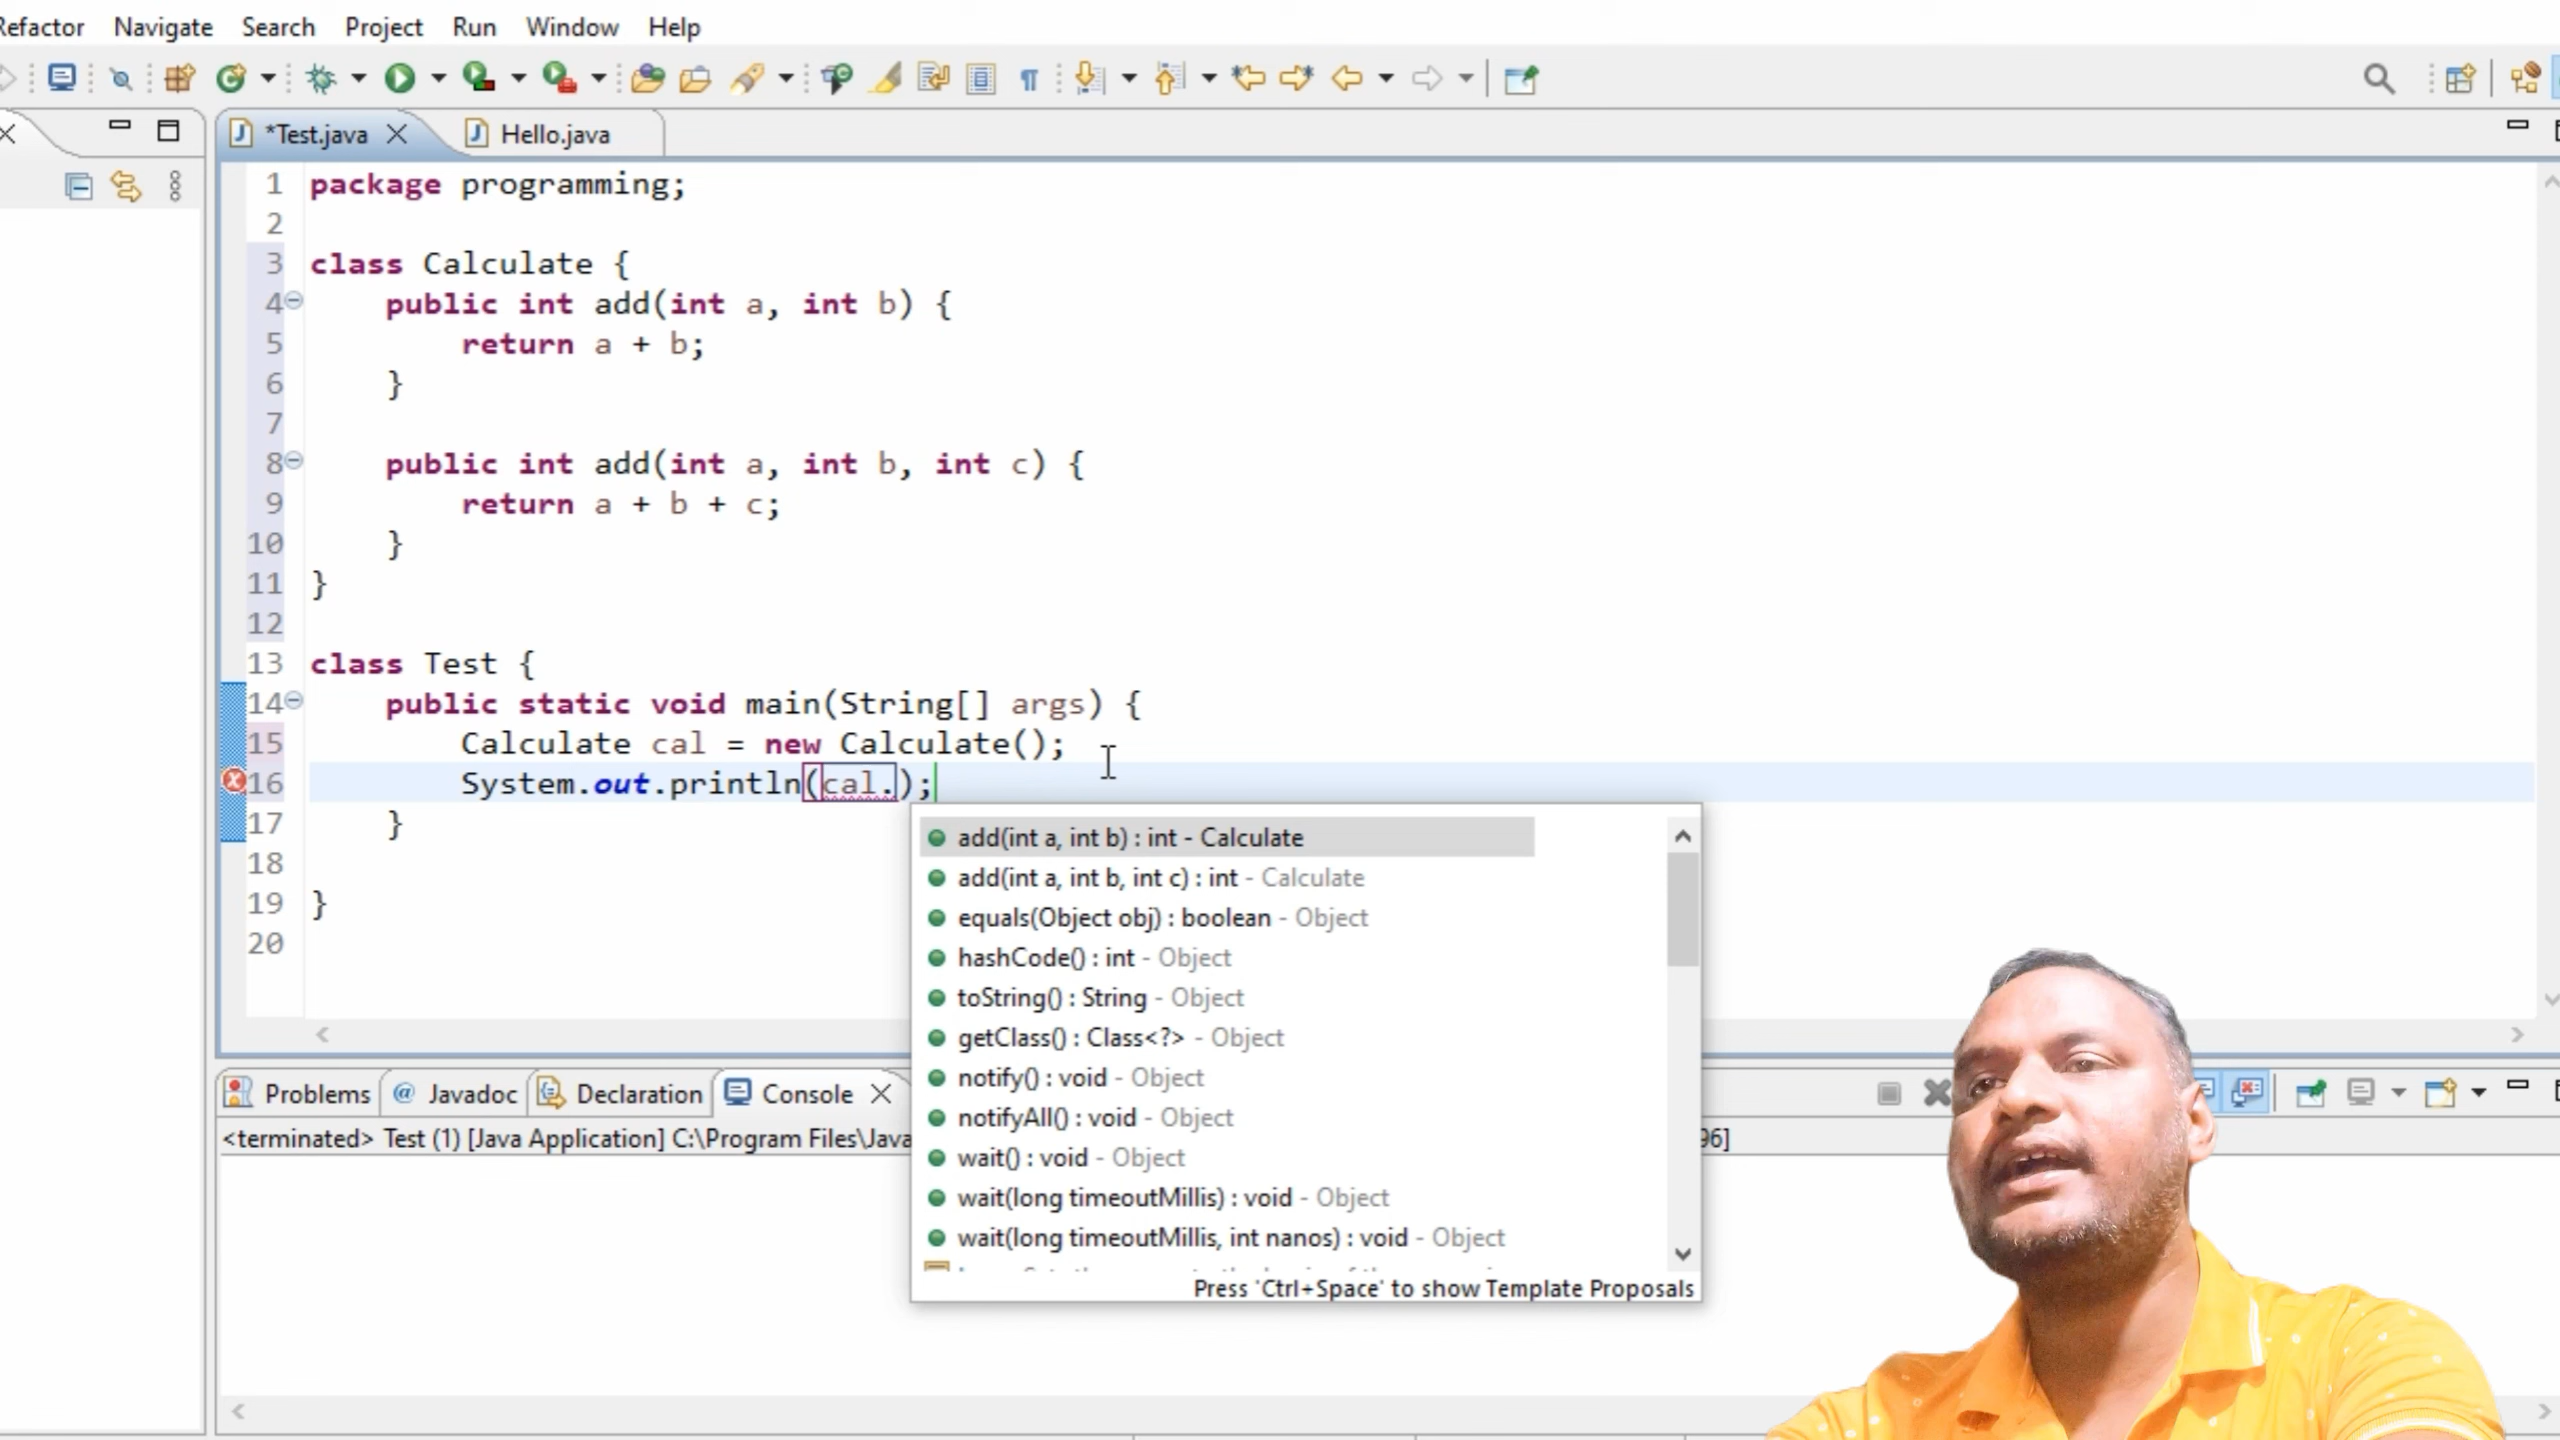 Refactor Navigate Search Project Run Window Help
*Test.java Hello.java
1 package programming;
2
3 class Calculate {
4 public int add(int a, int b) {
5 return a + b;
6 }
7
8 public int add(int a, int b, int c) {
9 return a + b + c;
10 }
11 }
12
13 class Test {
14 public static void main(String[] args) {
15 Calculate cal = new Calculate();
16 System.out.println(cal.);
17 }
18
19 }
20
add(int a, int b) : int - Calculate
add(int a, int b, int c) : int - Calculate
equals(Object obj) : boolean - Object
hashCode() : int - Object
toString() : String - Object
getClass() : Class<?> - Object
notify() : void - Object
notifyAll() : void - Object
wait() : void - Object
wait(long timeoutMillis) : void - Object
wait(long timeoutMillis, int nanos) : void - Object
Press 'Ctrl+Space' to show Template Proposals
Problems @ Javadoc Declaration Console
<terminated> Test (1) [Java Application] C:\Program Files\Java 96]